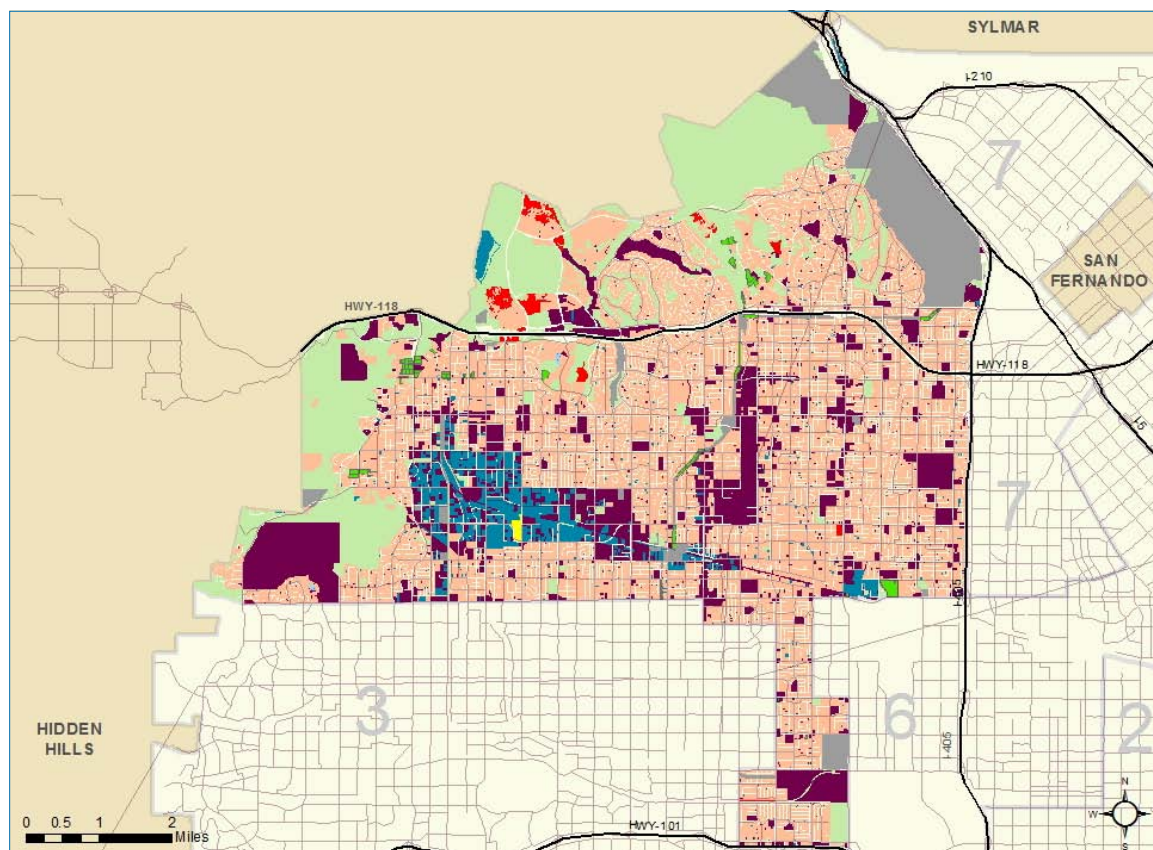 SYLMAR
I-210
7
SAN
FERNANDO
HWY-118
HWY-118
I-5
7
I-405
3
6
2
HIDDEN
HILLS
I-405
N
W
S
0 0.5 1 2
Miles
HWY-101